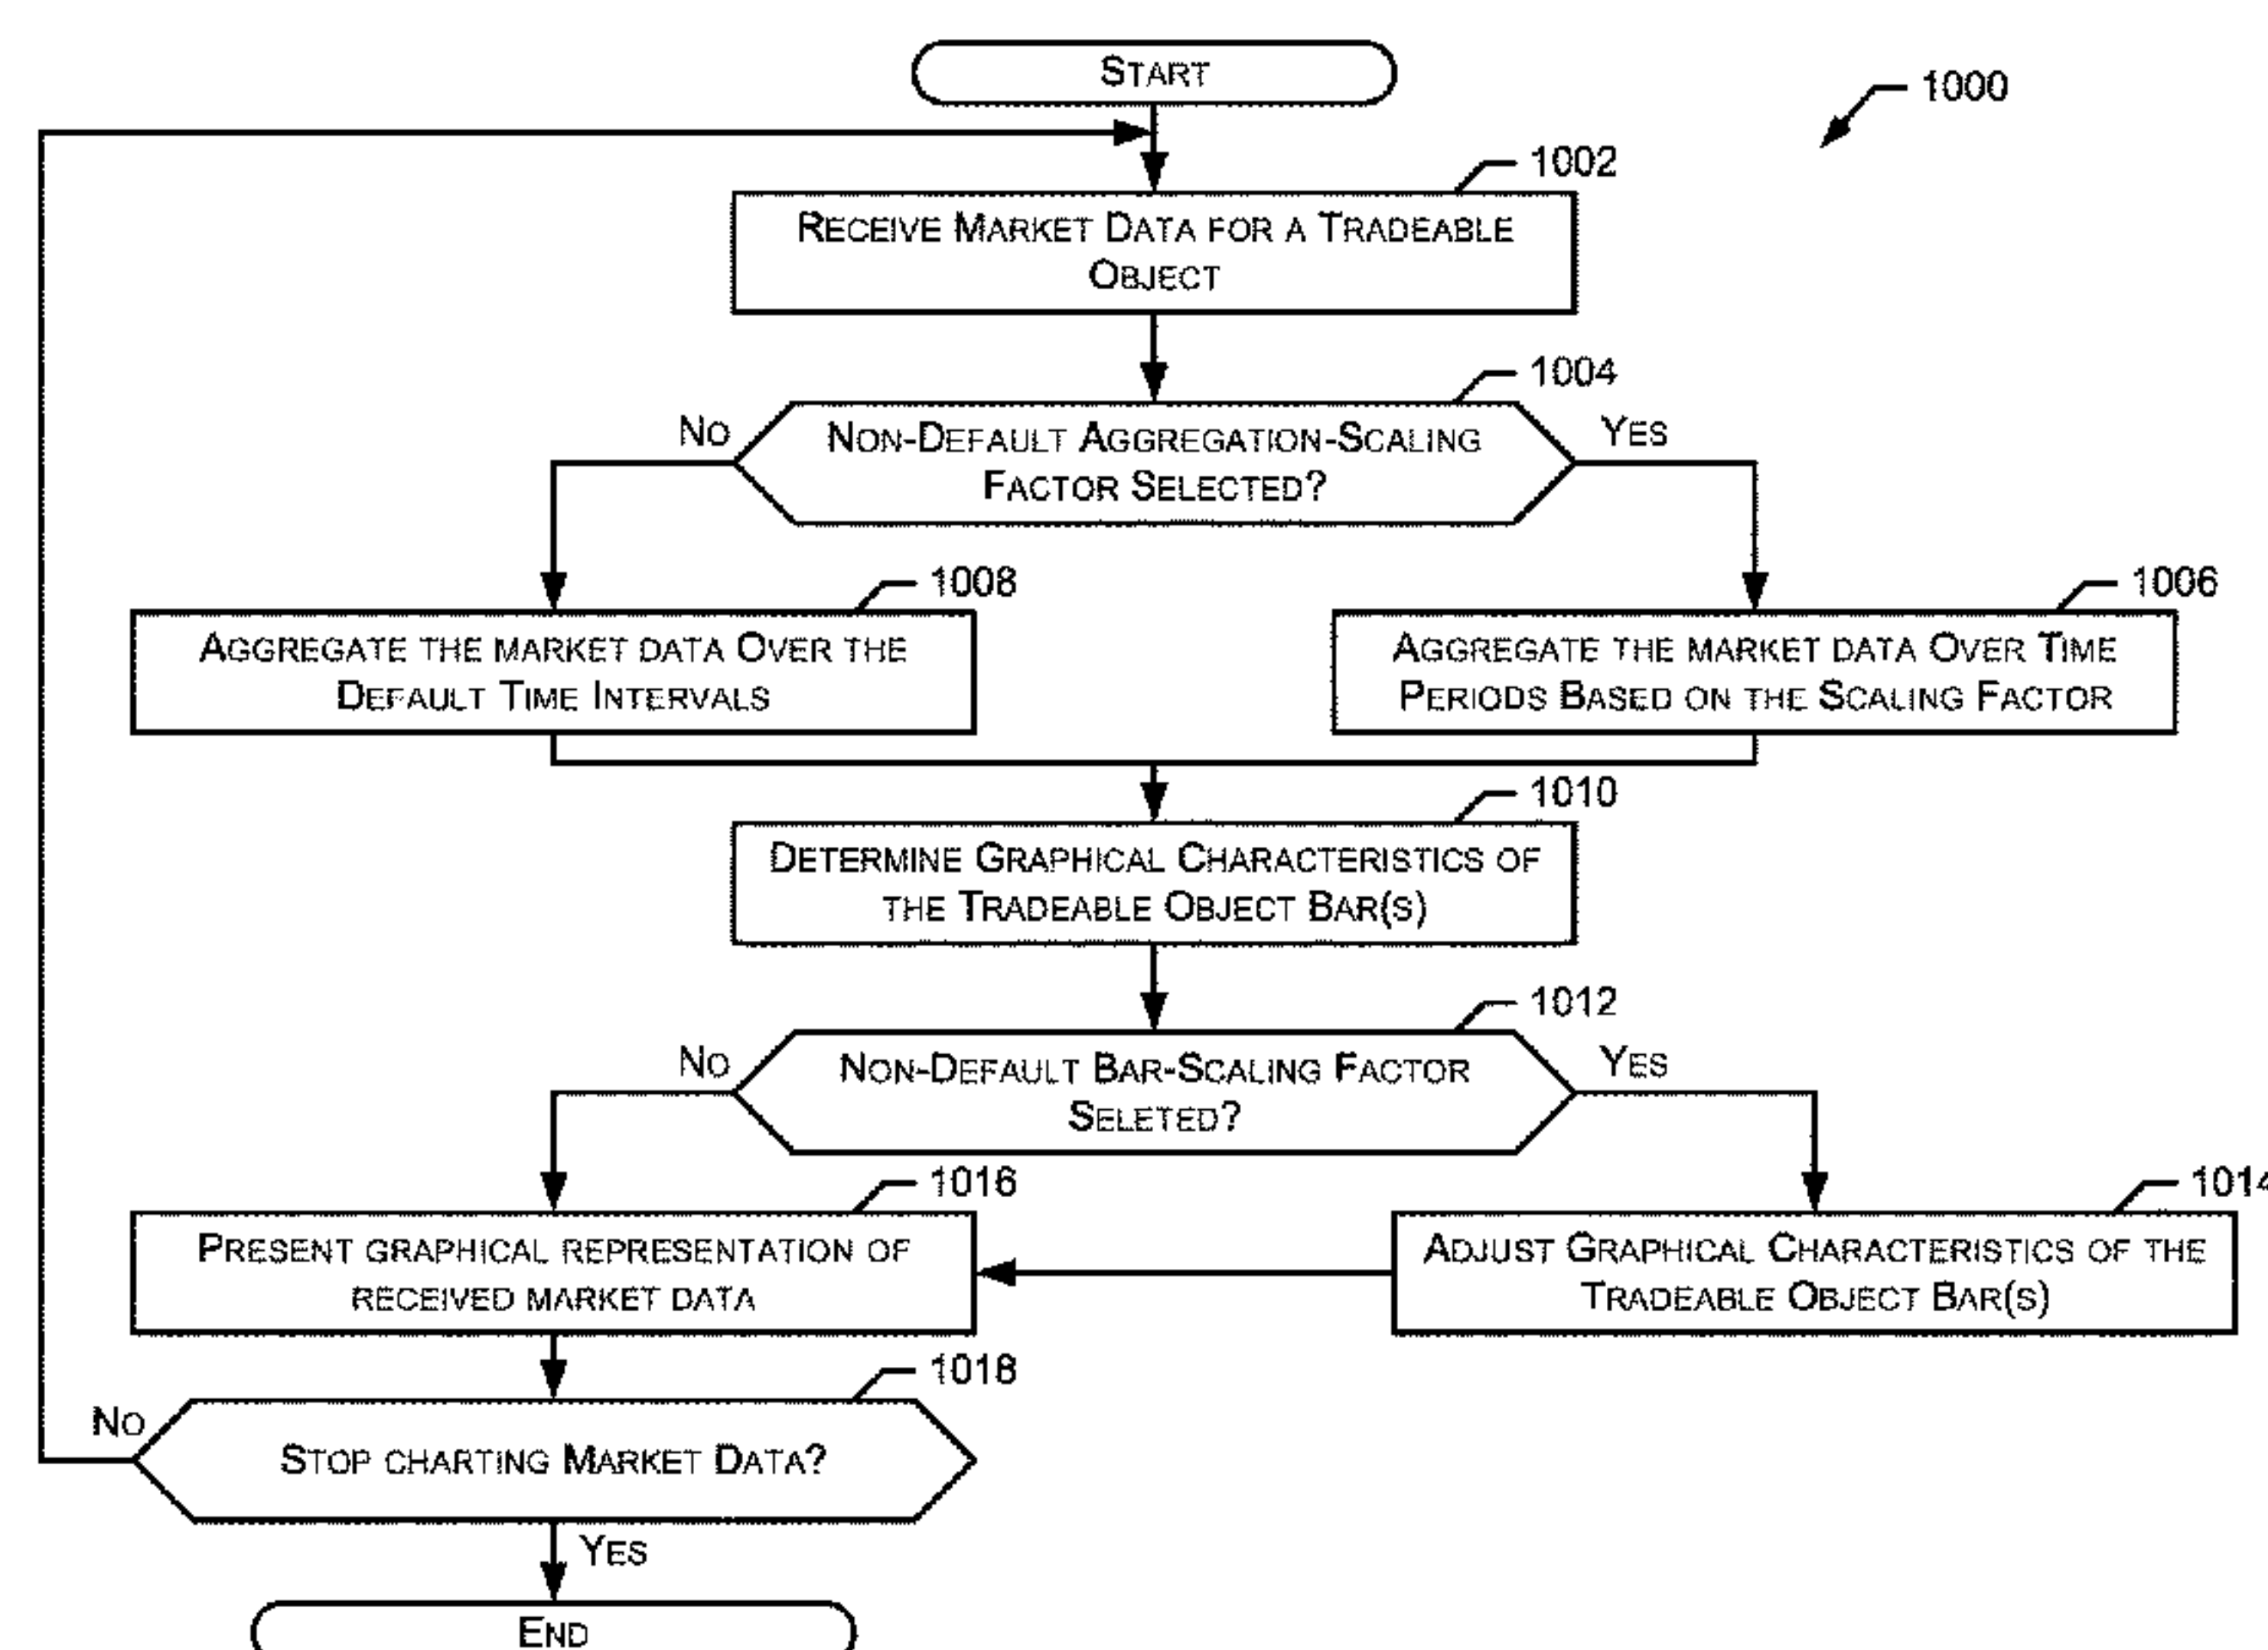 START
1000
1002
RECEIVE MARKET DATA FOR A TRADEABLE
OBJECT
1004
NO
NON-DEFAULT AGGREGATION-SCALING
FACTOR SELECTED?
YES
1008
AGGREGATE THE MARKET DATA OVER THE
DEFAULT TIME INTERVALS
1006
AGGREGATE THE MARKET DATA OVER TIME
PERIODS BASED ON THE SCALING FACTOR
1010
DETERMINE GRAPHICAL CHARACTERISTICS OF
THE TRADEABLE OBJECT BAR(S)
1012
NO
NON-DEFAULT BAR-SCALING FACTOR
SELETED?
YES
1016
PRESENT GRAPHICAL REPRESENTATION OF
RECEIVED MARKET DATA
1014
ADJUST GRAPHICAL CHARACTERISTICS OF THE
TRADEABLE OBJECT BAR(S)
1018
NO
STOP CHARTING MARKET DATA?
YES
END